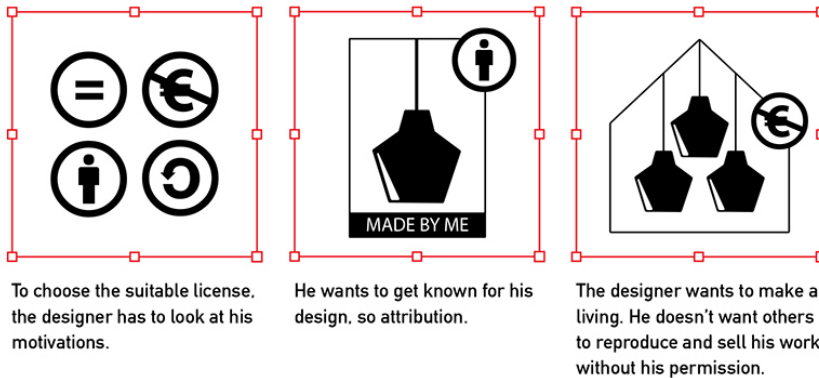 MADE BY ME
To choose the suitable license,
the designer has to look at his
motivations.
He wants to get known for his
design, so attribution.
The designer wants to make a
living. He doesn't want others
to reproduce and sell his work
without his permission.